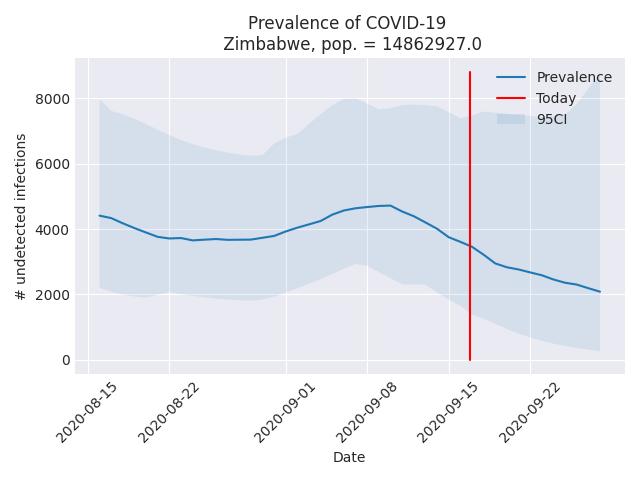 Prevalence of COVID-19
Zimbabwe, pop. = 14862927.0
Prevalence
Today
95CI
# undetected infections
8000
6000
4000
2000
0
2020-08-15
2020-08-22
2020-09-01
2020-09-08
2020-09-15
2020-09-22
Date